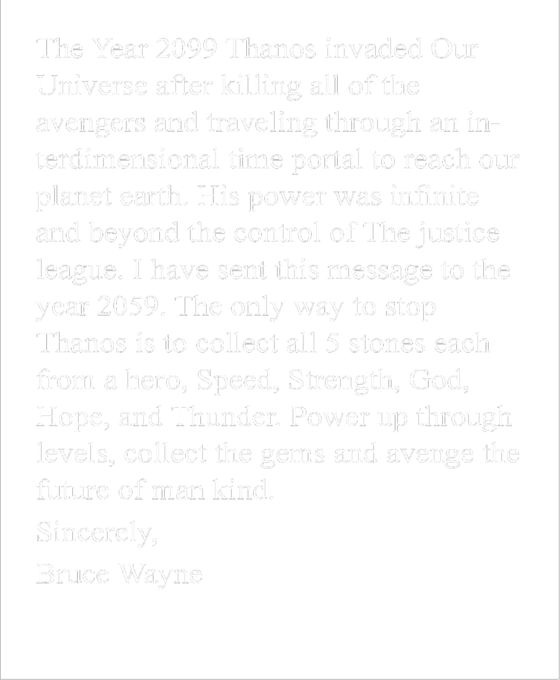 The Year 2099 Thanos invaded Our
Universe after killing all of the
avengers and traveling through an in-
terdimensional time portal to reach our
planet earth. His power was infinite
and beyond the control of The justice
league. I have sent this message to the
year 2059. The only way to stop
Thanos is to collect all 5 stones each
from a hero, Speed, Strength, God,
Hope, and Thunder. Power up through
levels, collect the gems and avenge the
future of man kind.
Sincerely,
Bruce Wayne